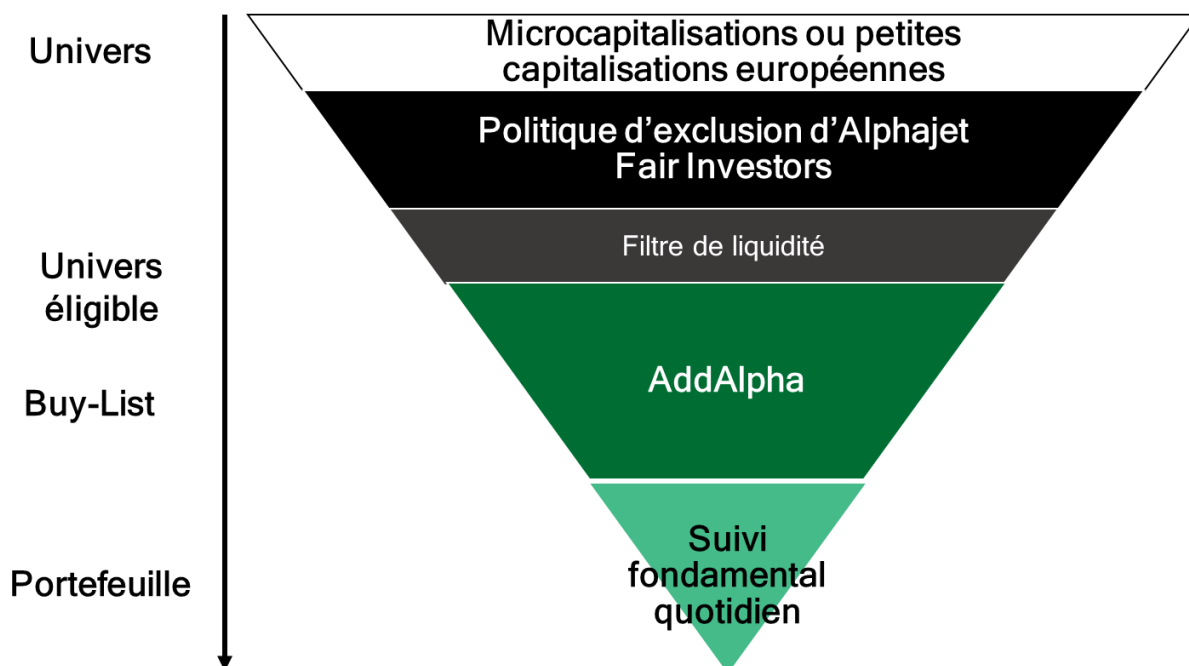 Univers
Microcapitalisations ou petites
capitalisations européennes
Politique d'exclusion d'Alphajet
Fair Investors
Filtre de liquidité
Univers
éligible
AddAlpha
Buy-List
Suivi
fondamental
quotidien
Portefeuille